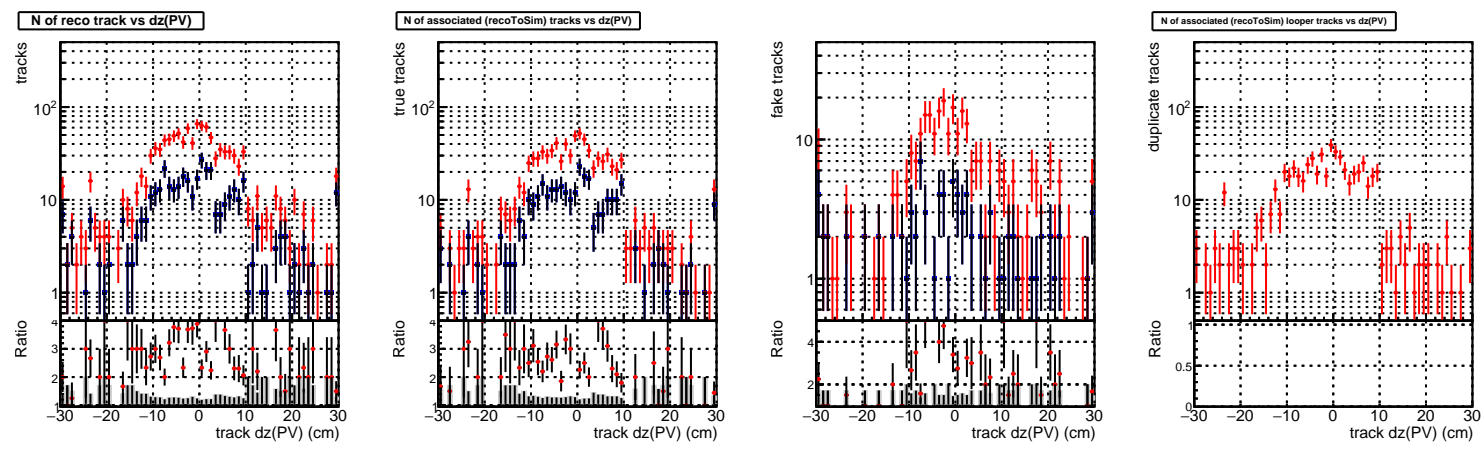 N of reco track vs dz(PV)
tracks
10²
10
1
Ratio
4
3
2
1
−30 −20 −10 0 10 20 30
track dz(PV) (cm)
N of associated (recoToSim) tracks vs dz(PV)
true tracks
10²
10
1
Ratio
4
3
2
1
−30 −20 −10 0 10 20 30
track dz(PV) (cm)
fake tracks
10
1
Ratio
4
2
−30 −20 −10 0 10 20 30
track dz(PV) (cm)
N of associated (recoToSim) looper tracks vs dz(PV)
duplicate tracks
10²
10
1
Ratio
1
0.5
0
−30 −20 −10 0 10 20 30
track dz(PV) (cm)